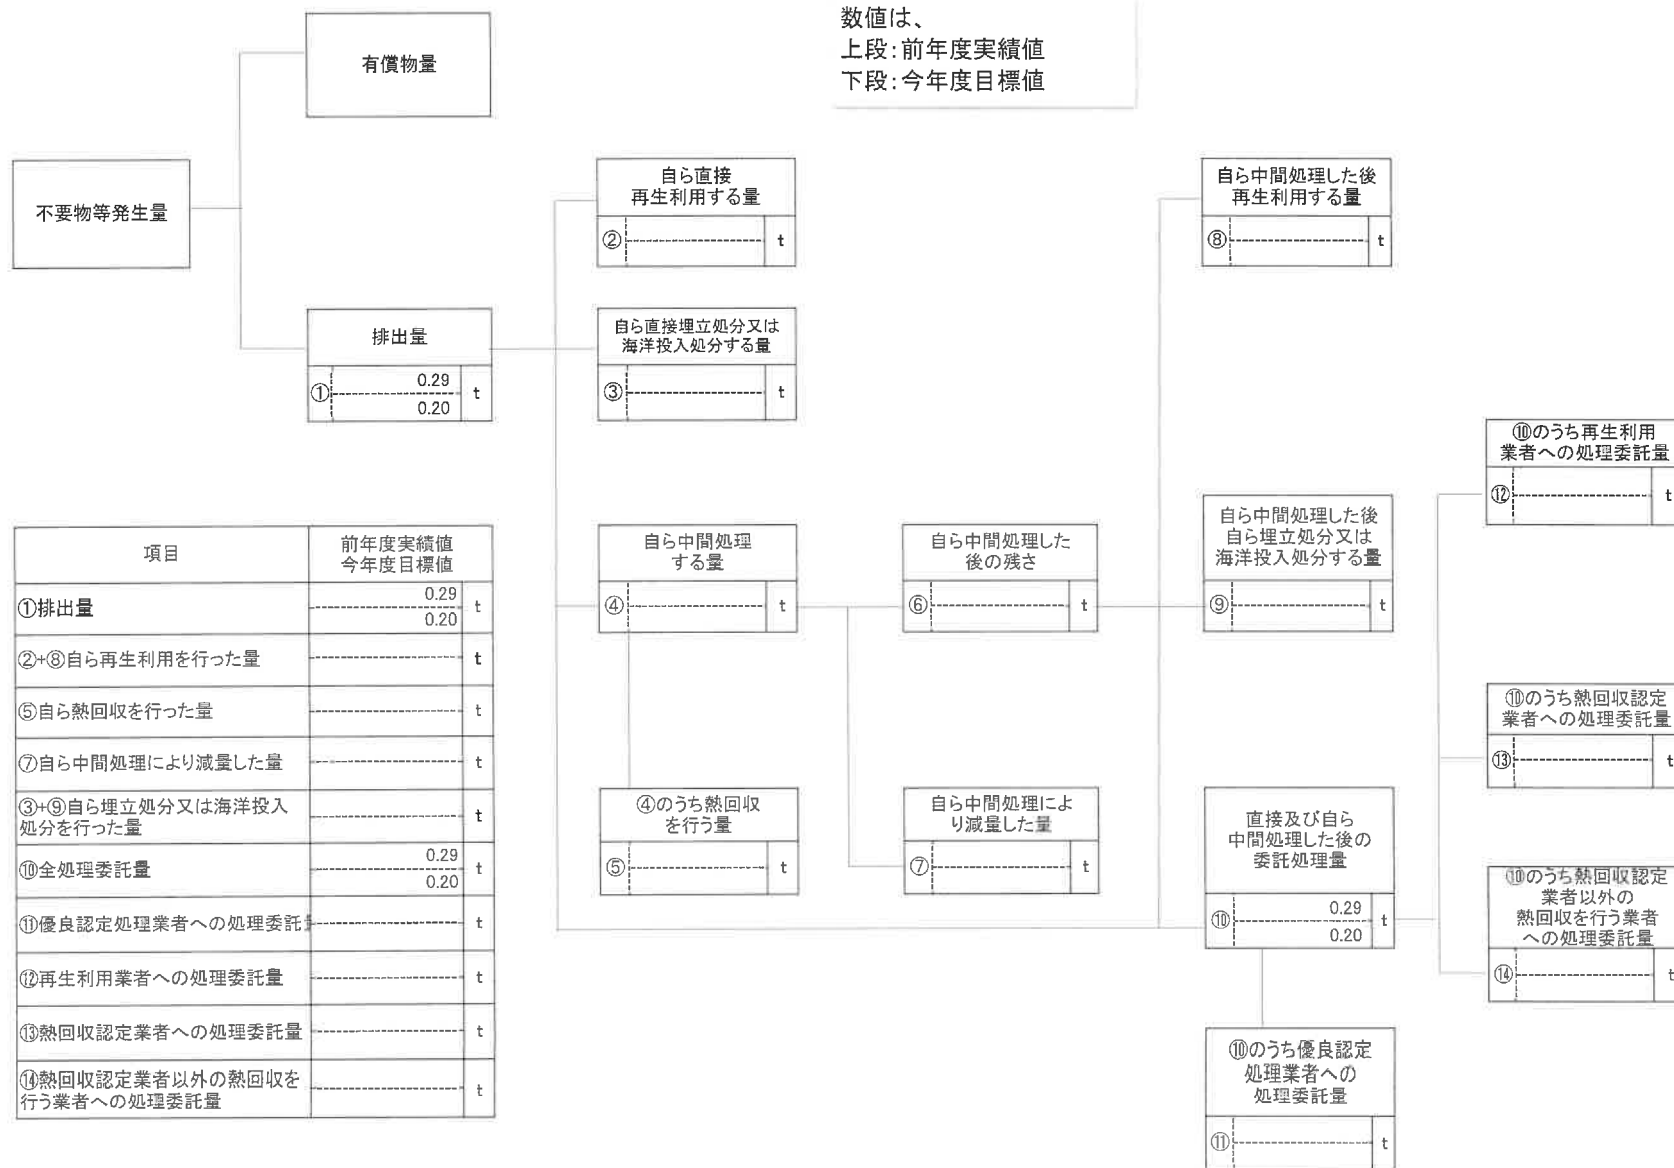 数値は、
上段:前年度実績値
下段:今年度目標値
有償物量
不要物等発生量
排出量
① 0.29 t
0.20
自ら直接
再生利用する量
② t
自ら直接埋立処分又は
海洋投入処分する量
③ t
自ら中間処理
する量
④ t
④のうち熱回収
を行う量
⑤ t
自ら中間処理した
後の残さ
⑥ t
自ら中間処理によ
り減量した量
⑦ t
自ら中間処理した後
再生利用する量
⑧ t
自ら中間処理した後
自ら埋立処分又は
海洋投入処分する量
⑨ t
直接及び自ら
中間処理した後の
委託処理量
⑩ 0.29 t
0.20
⑩のうち優良認定
処理業者への
処理委託量
⑪ t
⑩のうち再生利用
業者への処理委託量
⑫ t
⑩のうち熱回収認定
業者への処理委託量
⑬ t
⑩のうち熱回収認定
業者以外の
熱回収を行う業者
への処理委託量
⑭ t
項目 前年度実績値
今年度目標値
①排出量 0.29 t
0.20
②+⑧自ら再生利用を行った量 t
⑤自ら熱回収を行った量 t
⑦自ら中間処理により減量した量 t
③+⑨自ら埋立処分又は海洋投入
処分を行った量 t
⑩全処理委託量 0.29 t
0.20
⑪優良認定処理業者への処理委託 t
⑫再生利用業者への処理委託量 t
⑬熱回収認定業者への処理委託量 t
⑭熱回収認定業者以外の熱回収を
行う業者への処理委託量 t